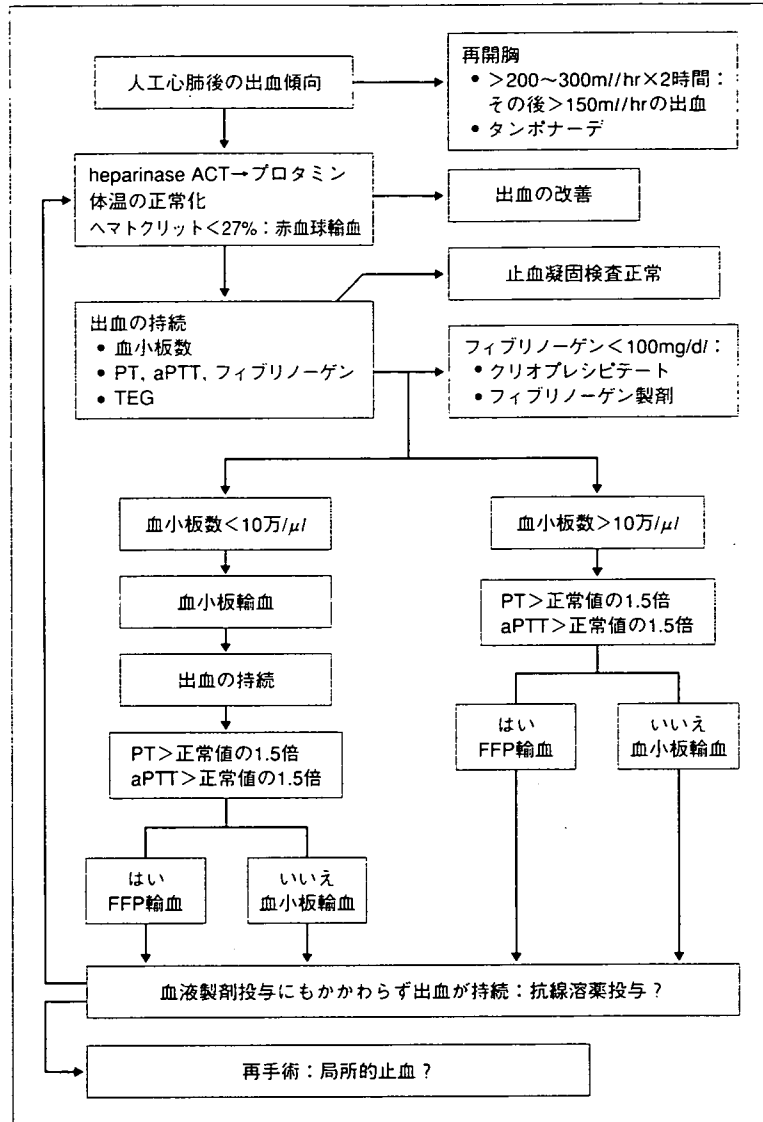 人工心肺後の出血傾向
再開胸
• >200〜300ml/hr×2時間:
その後>150ml/hrの出血
• タンポナーデ
heparinase ACT→プロタミン
体温の正常化
ヘマトクリット<27%:赤血球輸血
出血の改善
止血凝固検査正常
出血の持続
• 血小板数
• PT, aPTT, フィブリノーゲン
• TEG
フィブリノーゲン<100mg/dl:
• クリオプレシピテート
• フィブリノーゲン製剤
血小板数<10万/μl
血小板数>10万/μl
血小板輸血
PT>正常値の1.5倍
aPTT>正常値の1.5倍
出血の持続
はい
FFP輸血
いいえ
血小板輸血
PT>正常値の1.5倍
aPTT>正常値の1.5倍
はい
FFP輸血
いいえ
血小板輸血
血液製剤投与にもかかわらず出血が持続:抗線溶薬投与?
再手術:局所的止血?